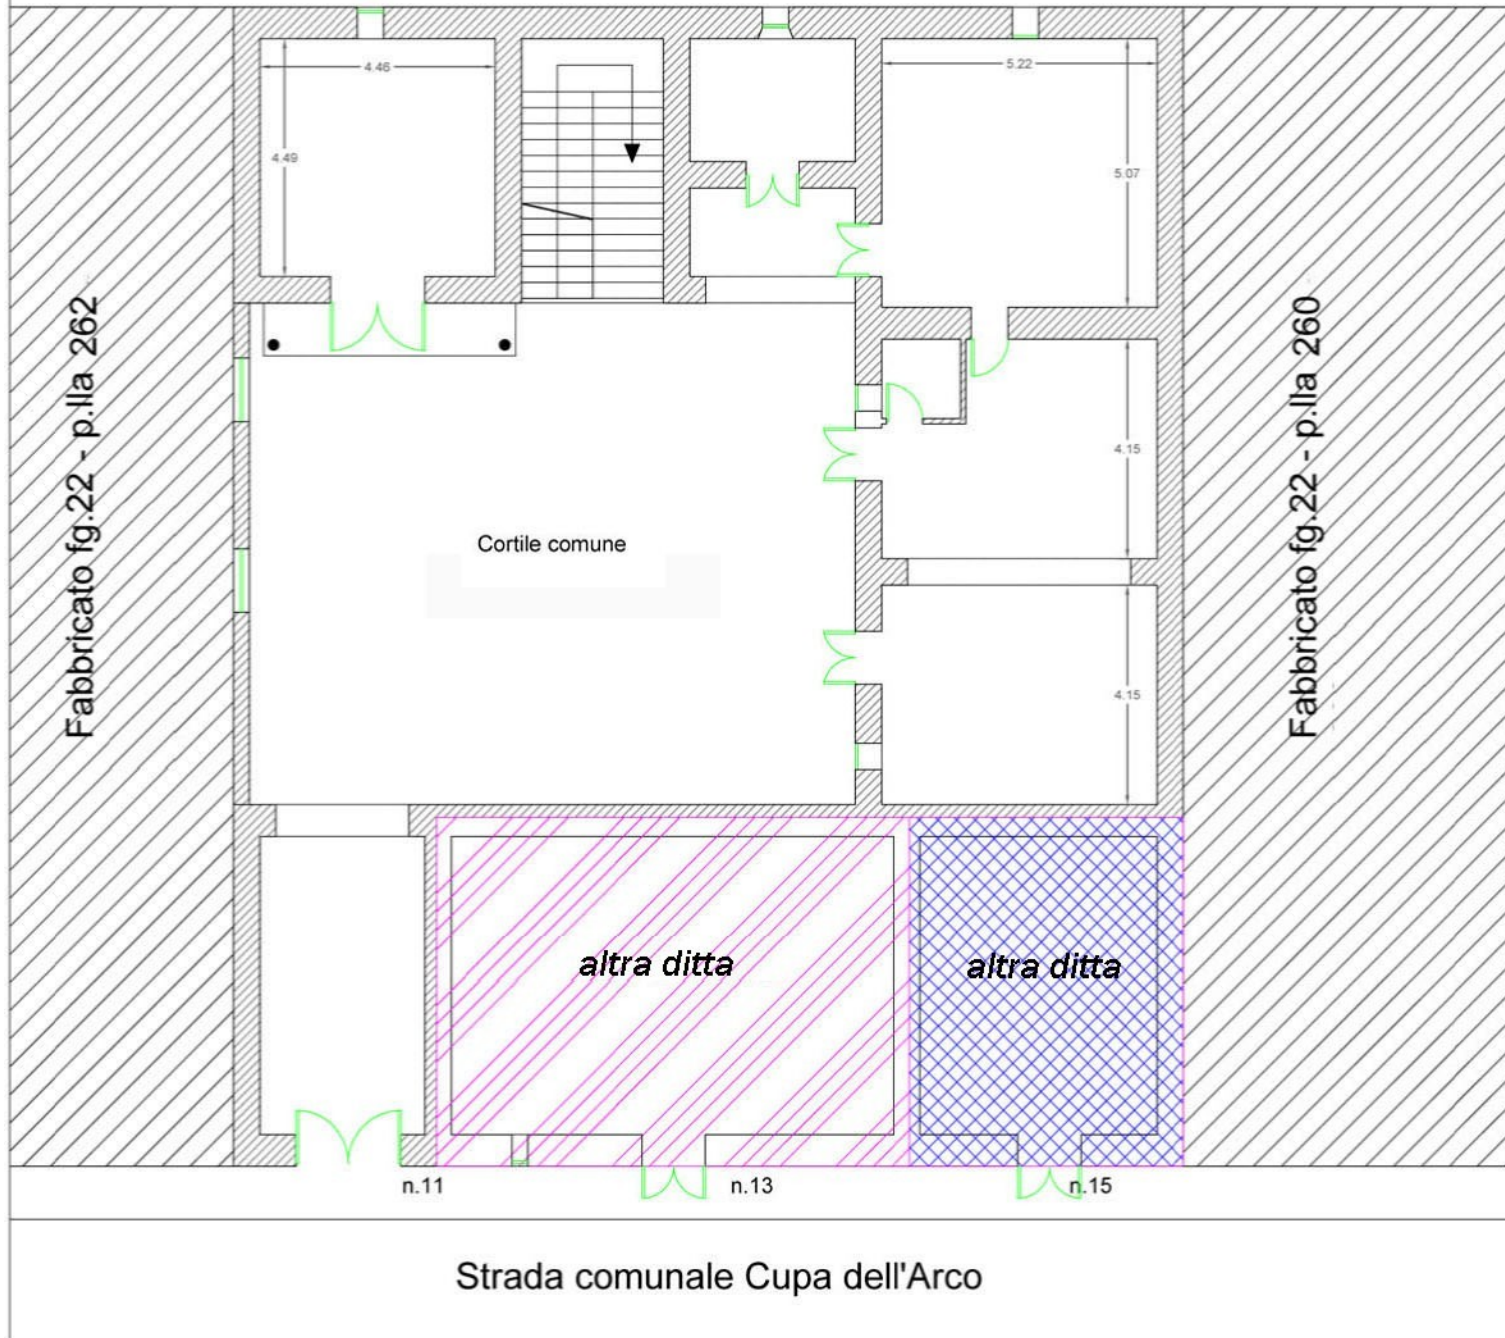 4.46
5.22
4.49
5.07
Fabbricato fg.22 - p.lla 262
Fabbricato fg.22 - p.lla 260
4.15
Cortile comune
4.15
altra ditta
altra ditta
n.11
n.13
n.15
Strada comunale Cupa dell'Arco